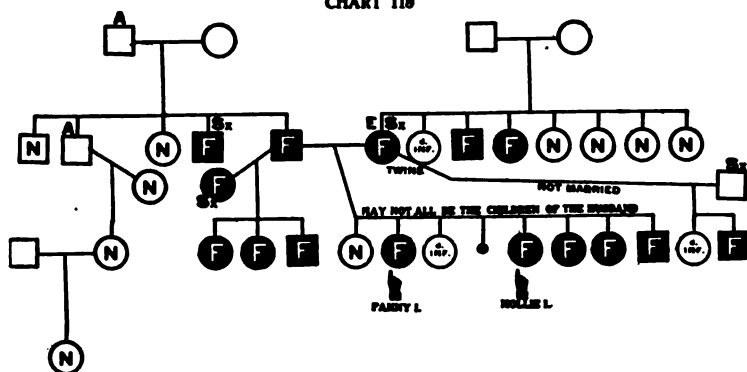 CHART 118
A
N A N F Sx F E Sx F d. INF. F F N N N N
N F Sx TWINS NOT MARRIED Sx
MAY NOT ALL BE THE CHILDREN OF THE HUSBAND
N F F F N F d. INF. F F F F d. INF. F
FANNY I. MOLLIE I.
N